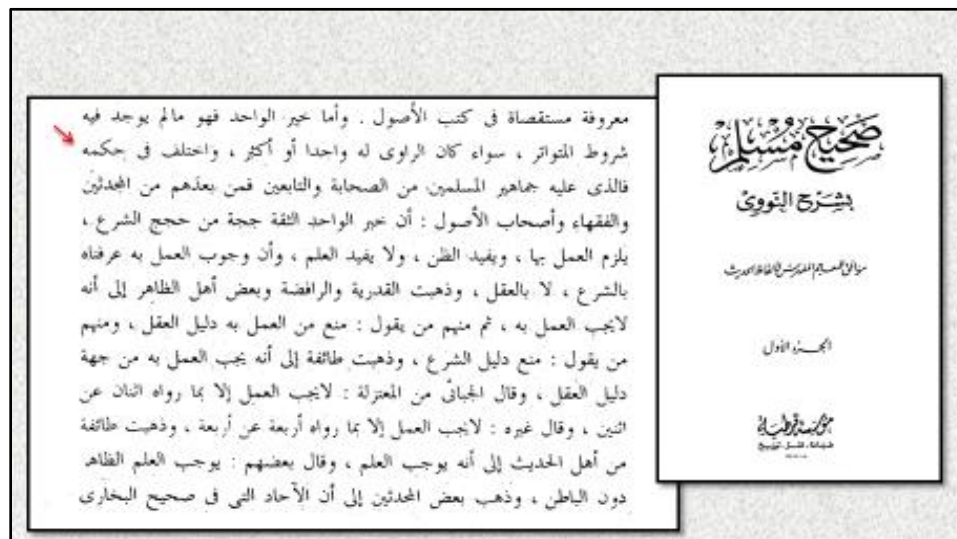 معروفة مستقصاة فى كتب الأصول . وأما خبر الواحد فهو مالم يوجد فيه
شروط المتواتر ، سواء كان الراوى له واحدا أو أكثر ، واختلف فى حكمه
فالذى عليه جماهير المسلمين من الصحابة والتابعين فمن بعدهم من المحدثين
والفقهاء وأصحاب الأصول : أن خبر الواحد الثقة حجة من حجج الشرع ،
يلزم العمل بها ، ويفيد الظن ، ولا يفيد العلم ، وأن وجوب العمل به عرفناه
بالشرع ، لا بالعقل ، وذهبت القدرية والرافضة وبعض أهل الظاهر إلى أنه
لايجب العمل به ، ثم منهم من يقول : منع من العمل به دليل العقل ، ومنهم
من يقول : منع دليل الشرع ، وذهبت طائفة إلى أنه يجب العمل به من جهة
دليل العقل ، وقال الجبائى من المعتزلة : لايجب العمل إلا بما رواه اثنان عن
اثنين ، وقال غيره : لايجب العمل إلا بما رواه أربعة عن أربعة ، وذهبت طائفة
من أهل الحديث إلى أنه يوجب العلم ، وقال بعضهم : يوجب العلم الظاهـ
دون الباطن ، وذهب بعض المحدثين إلى أن الآحاد التى فى صحيح البخارى
صحيح مسلم
بشرح النووى
الجزء الأول
مؤسسة قرطبة